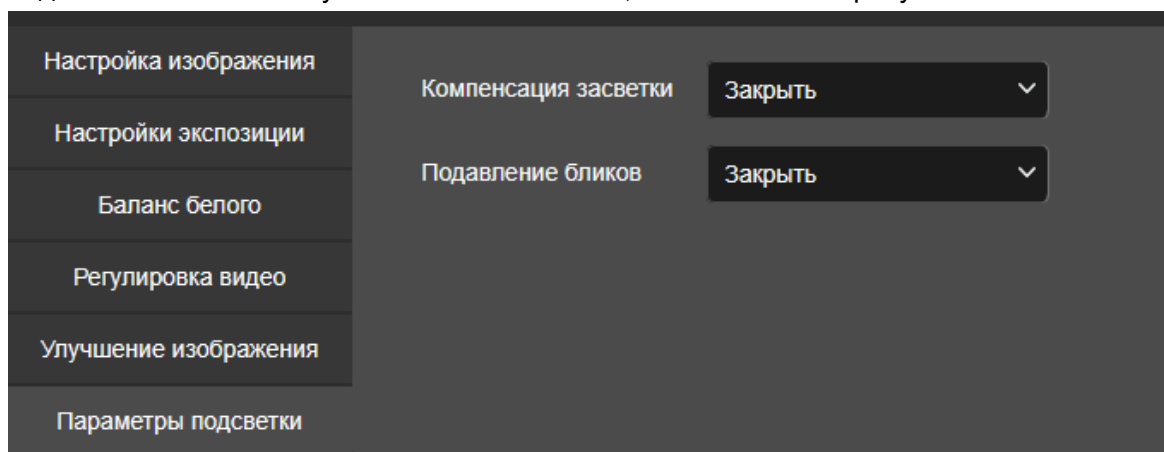 Настройка изображения
Компенсация засветки Закрыть
Настройки экспозиции
Подавление бликов Закрыть
Баланс белого
Регулировка видео
Улучшение изображения
Параметры подсветки